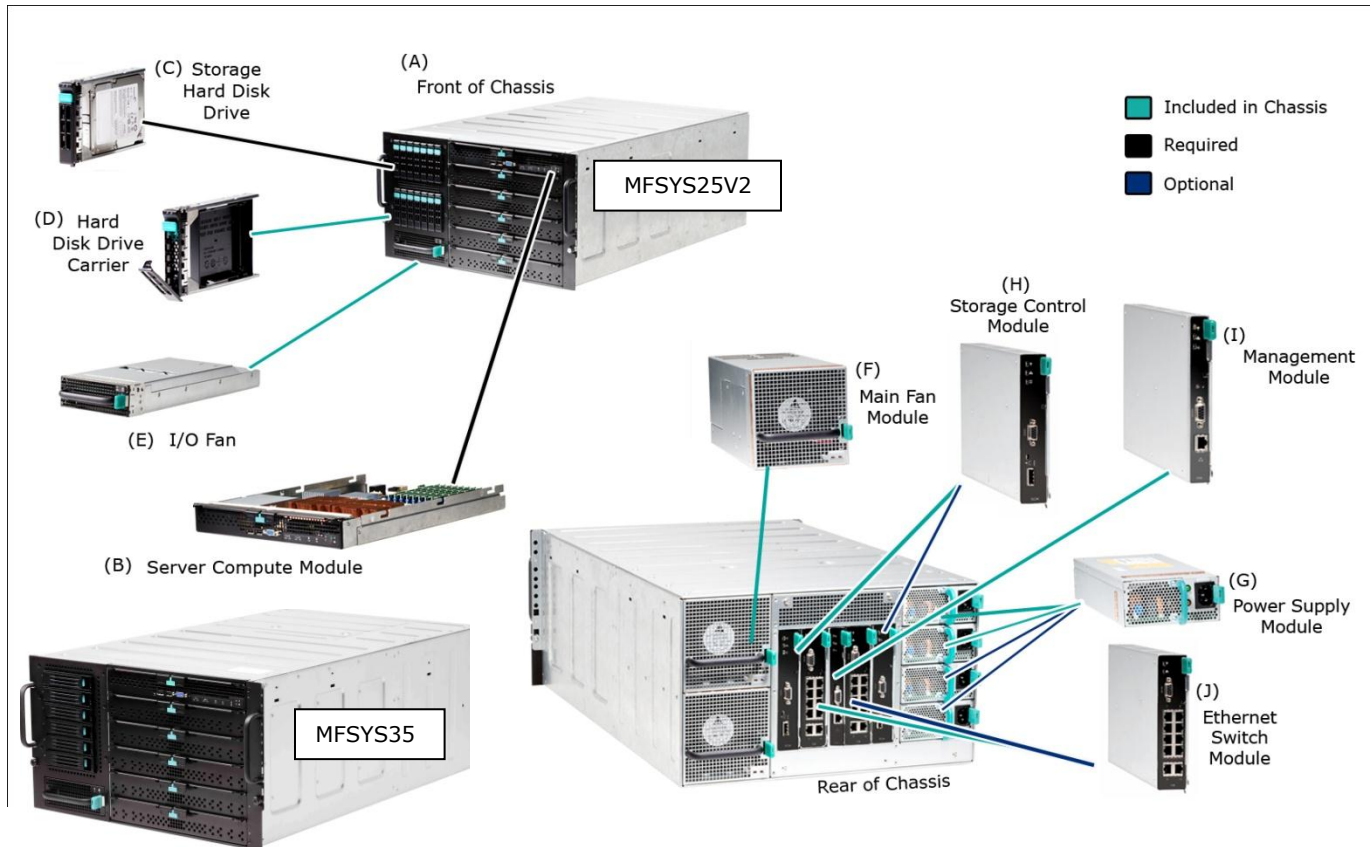 (C) Storage
Hard Disk
Drive
(A)
Front of Chassis
Included in Chassis
Required
Optional
MFSYS25V2
(D) Hard
Disk Drive
Carrier
(H)
Storage Control
Module
(I)
Management
Module
(F)
Main Fan
Module
(E) I/O Fan
(B) Server Compute Module
(G)
Power Supply
Module
MFSYS35
(J)
Ethernet
Switch
Module
Rear of Chassis